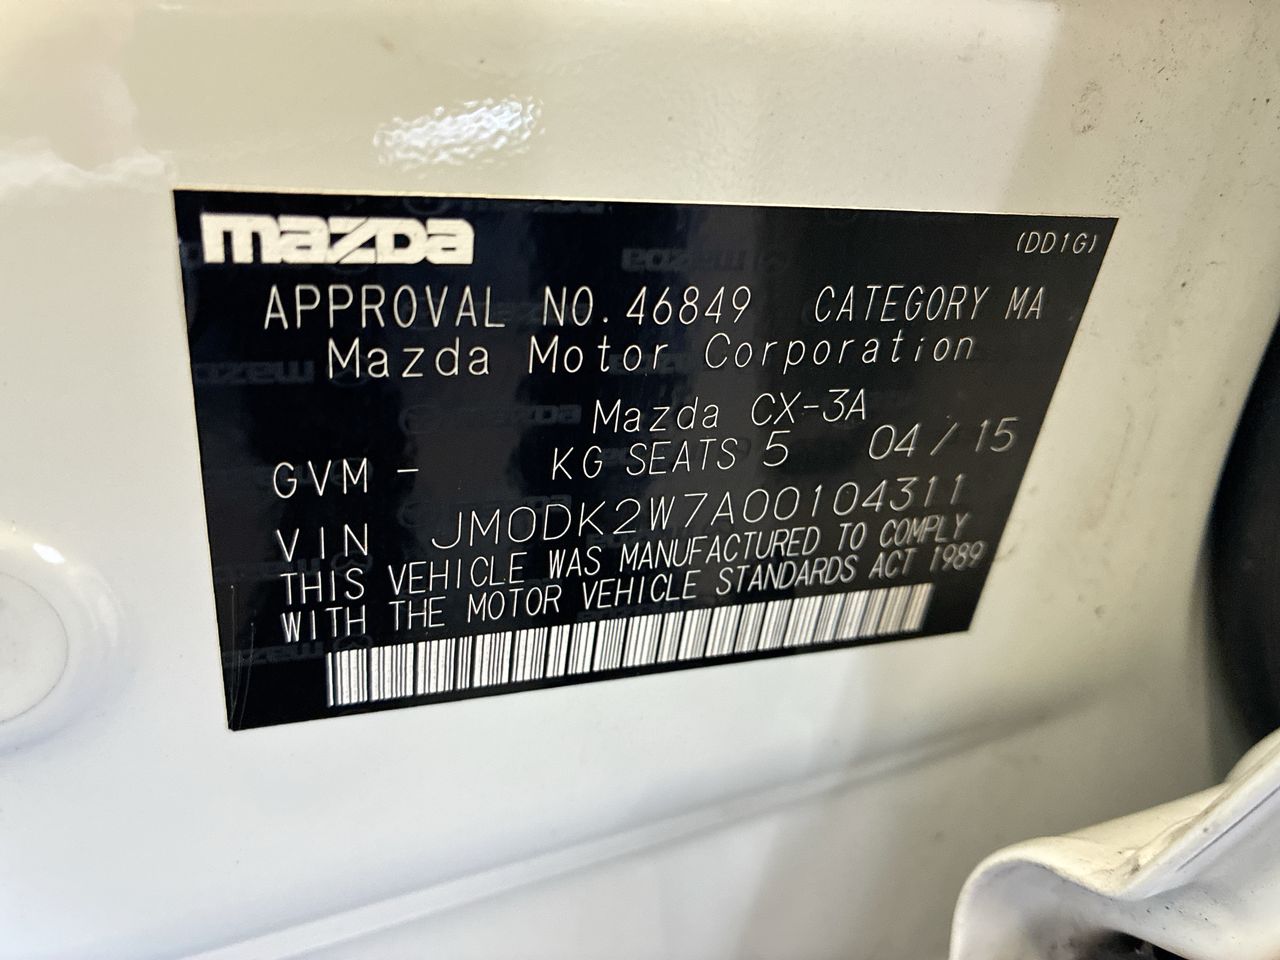 mazda
(DD1G)
APPROVAL NO. 46849 CATEGORY MA
Mazda Motor Corporation
Mazda CX-3A
GVM - KG SEATS 5 04/15
VIN JM0DK2W7A00104311
THIS VEHICLE WAS MANUFACTURED TO COMPLY
WITH THE MOTOR VEHICLE STANDARDS ACT 1989